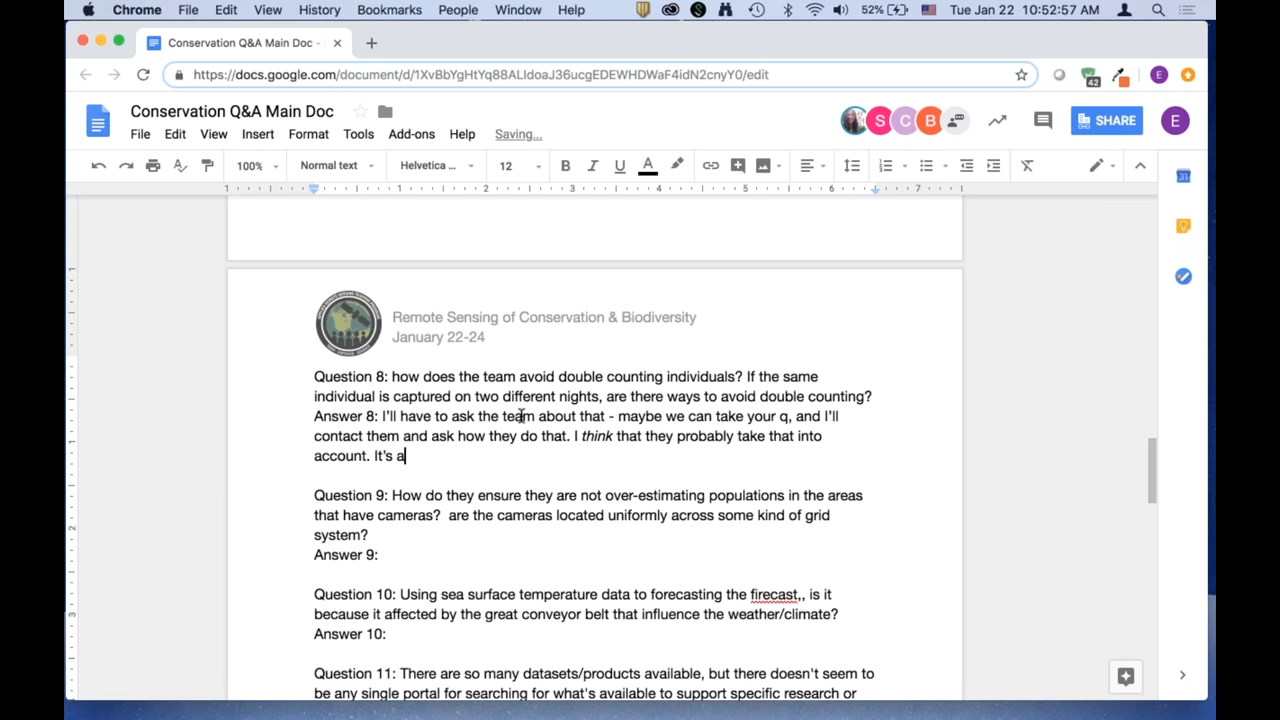 Chrome File Edit View History Bookmarks People Window Help 52% Tue Jan 22 10:52:57 AM
Conservation Q&A Main Doc -
https://docs.google.com/document/d/1XvBbYgHtYq88ALIdoaJ36ucgEDEWHDWaF4idN2cnyY0/edit
42
E
Conservation Q&A Main Doc
File Edit View Insert Format Tools Add-ons Help Saving...
S C B SHARE E
100% Normal text Helvetica ... 12 B I U A
1 1 2 3 4 5 6 7
31
Remote Sensing of Conservation & Biodiversity
January 22-24
Question 8: how does the team avoid double counting individuals? If the same
individual is captured on two different nights, are there ways to avoid double counting?
Answer 8: I'll have to ask the team about that - maybe we can take your q, and I'll
contact them and ask how they do that. I think that they probably take that into
account. It's a
Question 9: How do they ensure they are not over-estimating populations in the areas
that have cameras?  are the cameras located uniformly across some kind of grid
system?
Answer 9:
Question 10: Using sea surface temperature data to forecasting the firecast,, is it
because it affected by the great conveyor belt that influence the weather/climate?
Answer 10:
Question 11: There are so many datasets/products available, but there doesn't seem to
be any single portal for searching for what's available to support specific research or